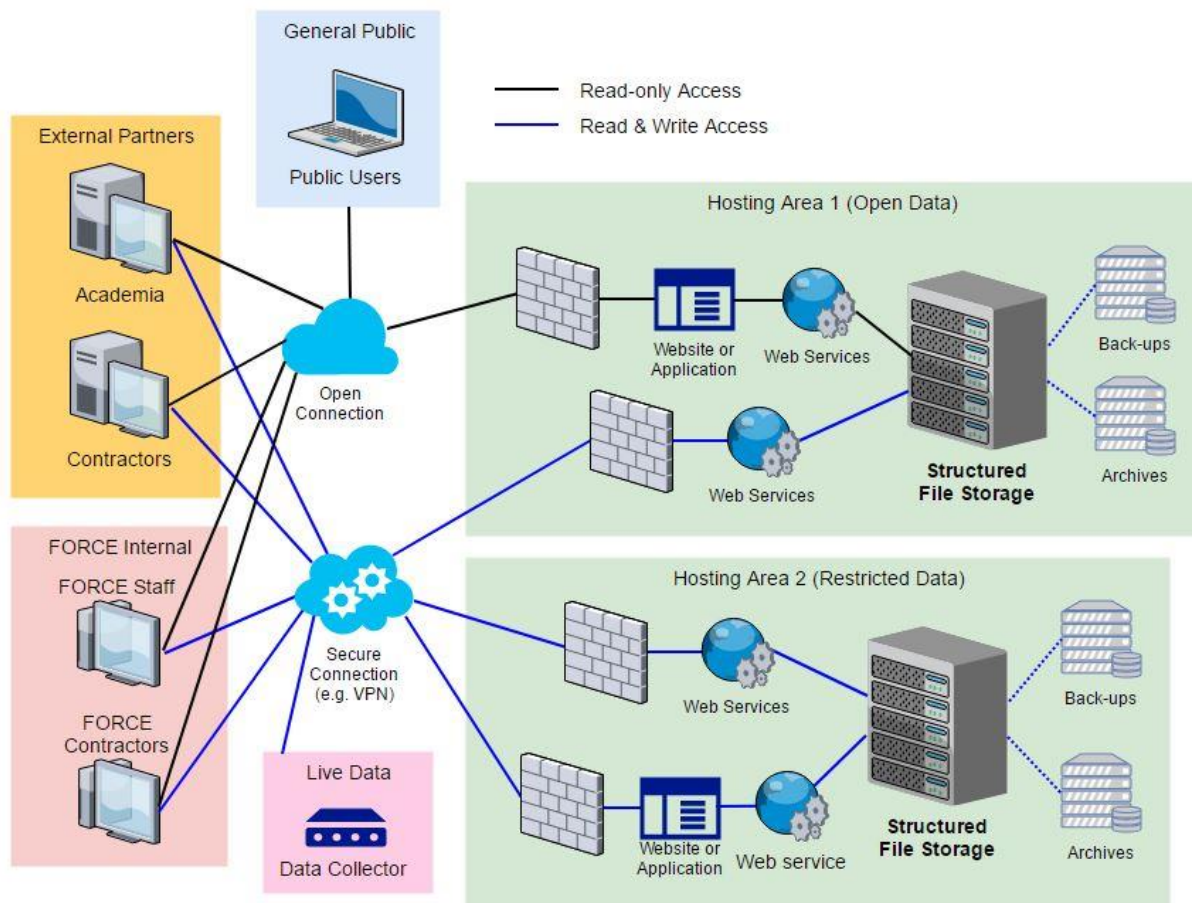 General Public
Public Users
Read-only Access
Read & Write Access
External Partners
Academia
Contractors
Open
Connection
Hosting Area 1 (Open Data)
Website or
Application
Web Services
Web Services
Structured
File Storage
Back-ups
Archives
FORCE Internal
FORCE Staff
FORCE
Contractors
Secure
Connection
(e.g. VPN)
Live Data
Data Collector
Hosting Area 2 (Restricted Data)
Web Services
Website or
Application
Web service
Structured
File Storage
Back-ups
Archives